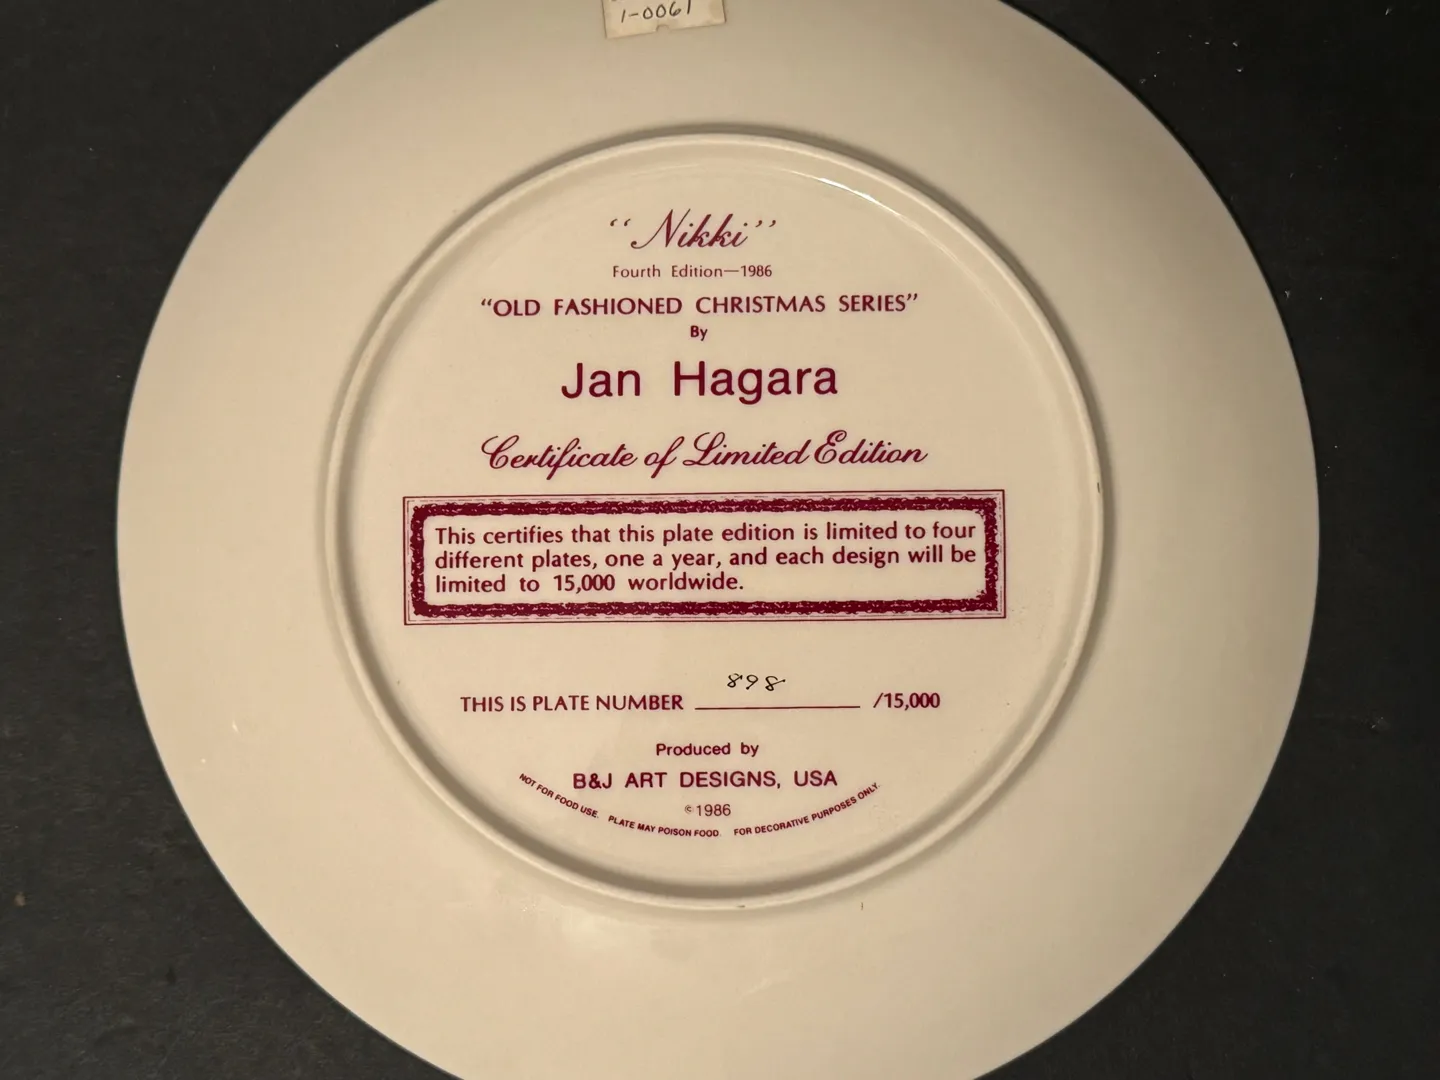 1-0061
“Nikki”
Fourth Edition—1986
“OLD FASHIONED CHRISTMAS SERIES”
By
Jan Hagara
Certificate of Limited Edition
This certifies that this plate edition is limited to four
different plates, one a year, and each design will be
limited to 15,000 worldwide.
898
THIS IS PLATE NUMBER ________ /15,000
Produced by
B&J ART DESIGNS, USA
© 1986
NOT FOR FOOD USE. PLATE MAY POISON FOOD. FOR DECORATIVE PURPOSES ONLY.